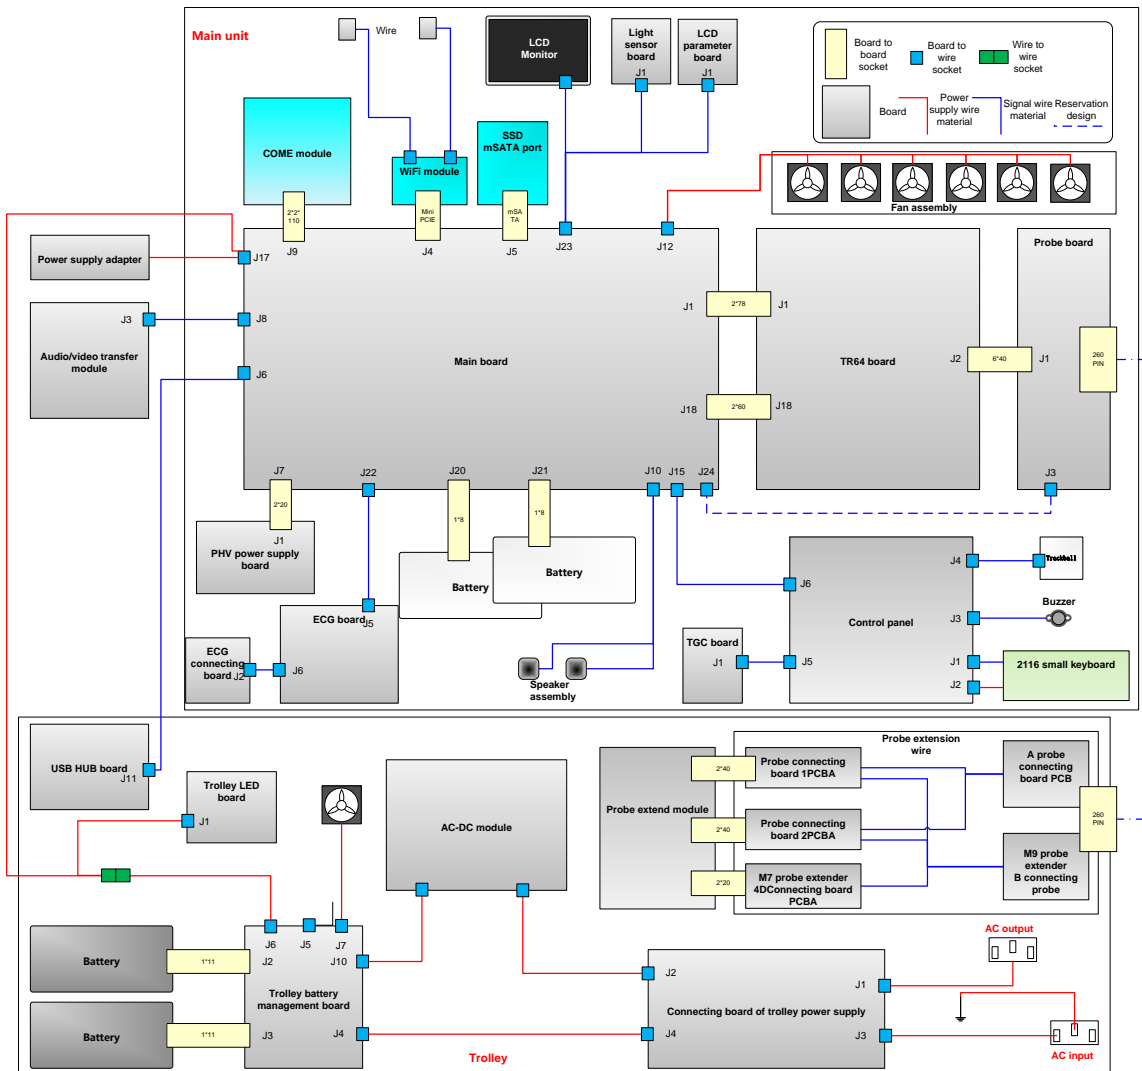 Main unit
Wire
LCD
Monitor
Light
sensor
board
J1
LCD
parameter
board
J1
Board to
board
socket
Board to
wire
socket
Wire to
wire
socket
Board
Power
supply wire
material
Signal wire
material
Reservation
design
COME module
WiFi module
SSD
mSATA port
Fan assembly
2*2*
110
Mini
PCIE
mSA
TA
J9
J4
J5
J23
J12
Power supply adapter
J17
J3
Audio/video transfer
module
J8
J6
Main board
J1
2*78
J1
J18
2*60
J18
TR64 board
J2
6*40
J1
Probe board
260
PIN
J3
J7
J22
J20
J21
J10
J15
J24
2*20
1*8
1*8
J1
PHV power supply
board
Battery
Battery
ECG board
J5
J6
ECG
connecting
board
J2
Speaker
assembly
TGC board
J1
J6
J5
Control panel
J4
J3
J1
J2
Trackball
Buzzer
2116 small keyboard
USB HUB board
J11
Trolley LED
board
J1
AC-DC module
Probe extend module
2*40
2*40
2*20
Probe extension
wire
Probe connecting
board 1PCBA
Probe connecting
board 2PCBA
M7 probe extender
4DConnecting board
PCBA
A probe
connecting
board PCB
M9 probe
extender
B connecting
probe
260
PIN
Battery
1*11
Battery
1*11
J6
J5
J7
J2
J10
Trolley battery
management board
J3
J4
Trolley
J2
J1
Connecting board of trolley power supply
J4
J3
AC output
AC input